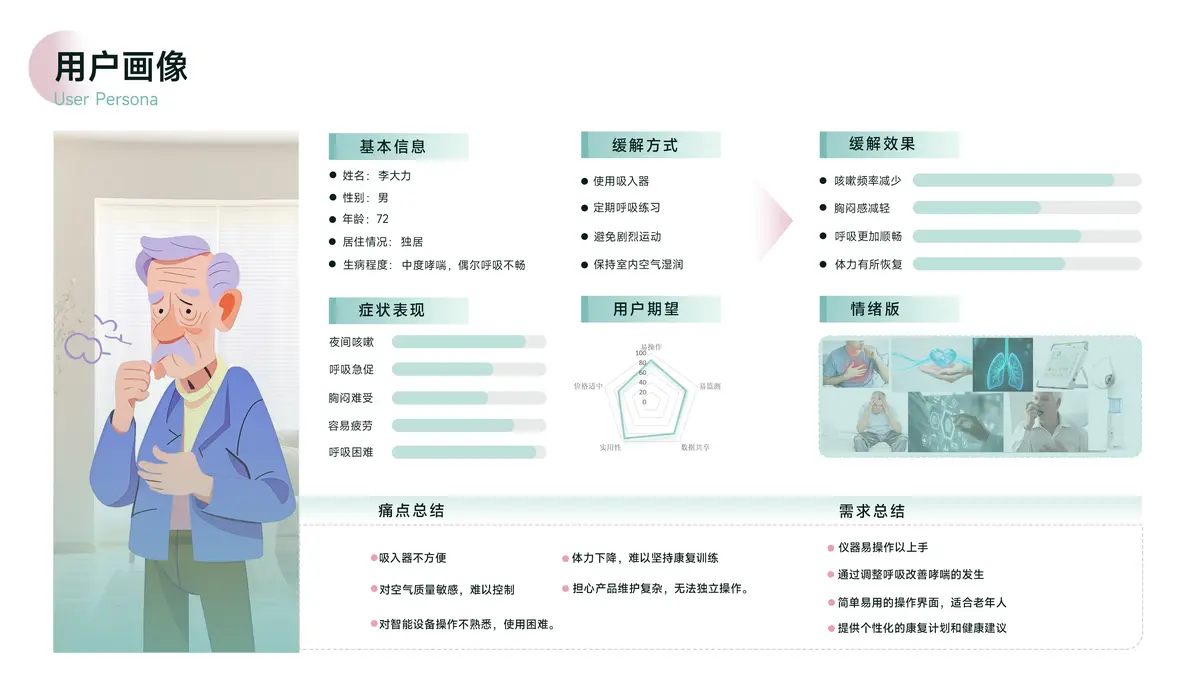 用户画像
User Persona
基本信息
姓名：李大力
性别：男
年龄：72
居住情况：独居
生病程度：中度哮喘，偶尔呼吸不畅
缓解方式
使用吸入器
定期呼吸练习
避免剧烈运动
保持室内空气湿润
缓解效果
咳嗽频率减少
胸闷感减轻
呼吸更加顺畅
体力有所恢复
症状表现
夜间咳嗽
呼吸急促
胸闷难受
容易疲劳
呼吸困难
用户期望
易操作
100
80
60
40
20
0
价格适中
易监测
实用性
数据共享
情绪版
痛点总结
吸入器不方便
对空气质量敏感，难以控制
对智能设备操作不熟悉，使用困难。
体力下降，难以坚持康复训练
担心产品维护复杂，无法独立操作。
需求总结
仪器易操作以上手
通过调整呼吸改善哮喘的发生
简单易用的操作界面，适合老年人
提供个性化的康复计划和健康建议